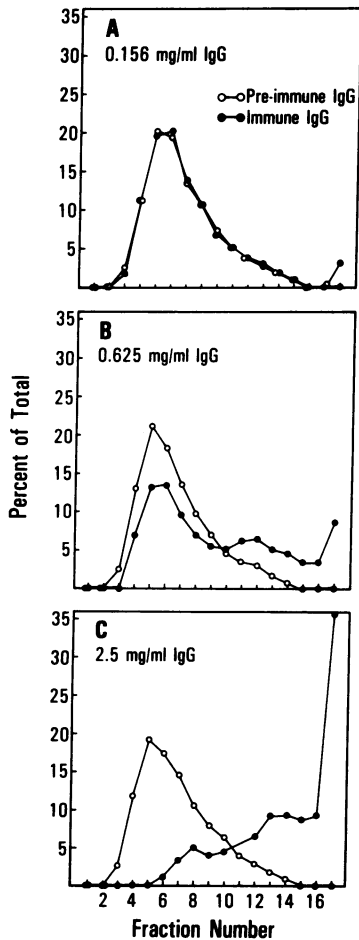 A
0.156 mg/ml IgG
Pre-immune IgG
Immune IgG
35
30
25
20
15
10
5
B
0.625 mg/ml IgG
35
30
25
20
15
10
5
Percent of Total
C
2.5 mg/ml IgG
35
30
25
20
15
10
5
2 4 6 8 10 12 14 16
Fraction Number